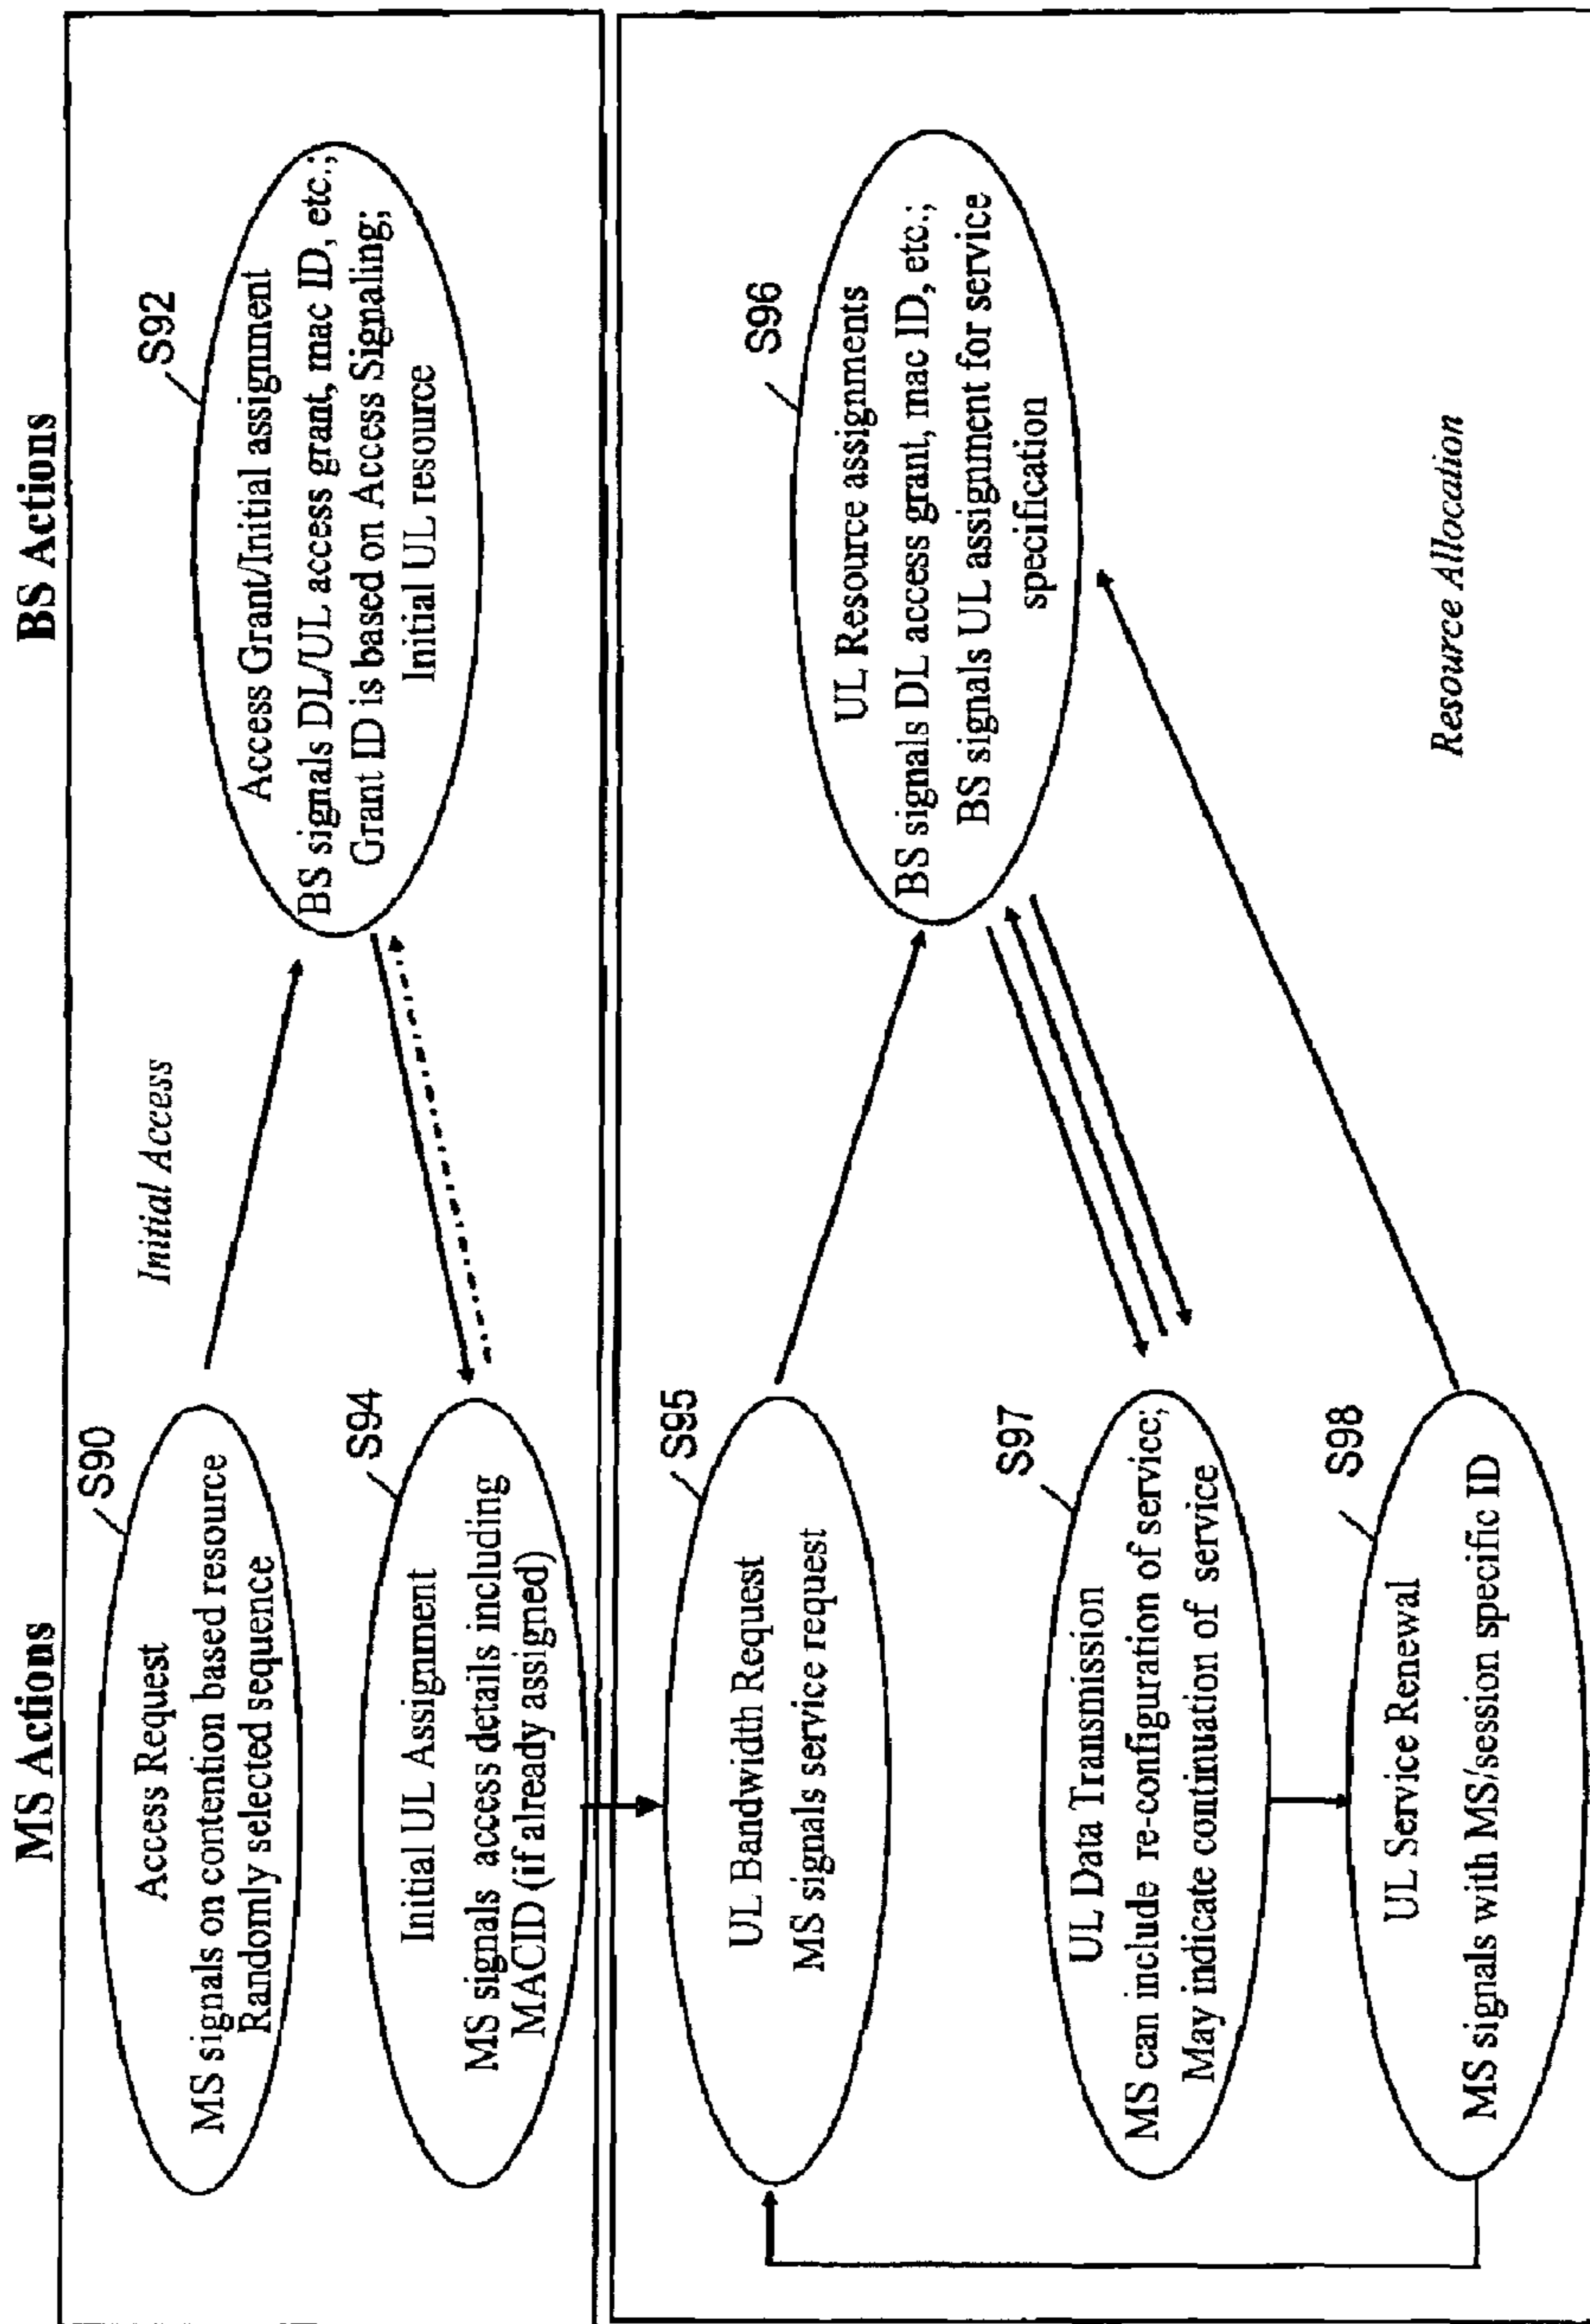 MS Actions
BS Actions
Initial Access
S90
Access Request
MS signals on contention based resource
Randomly selected sequence
S92
Access Grant/Initial assignment
BS signals DL/UL access grant, mac ID, etc.;
Grant ID is based on Access Signaling;
Initial UL resource
S94
Initial UL Assignment
MS signals access details including
MACID (if already assigned)
S95
UL Bandwidth Request
MS signals service request
S96
UL Resource assignments
BS signals DL access grant, mac ID, etc.;
BS signals UL assignment for service
specification
S97
UL Data Transmission
MS can include re-configuration of service;
May indicate continuation of service
S98
UL Service Renewal
MS signals with MS/session specific ID
Resource Allocation